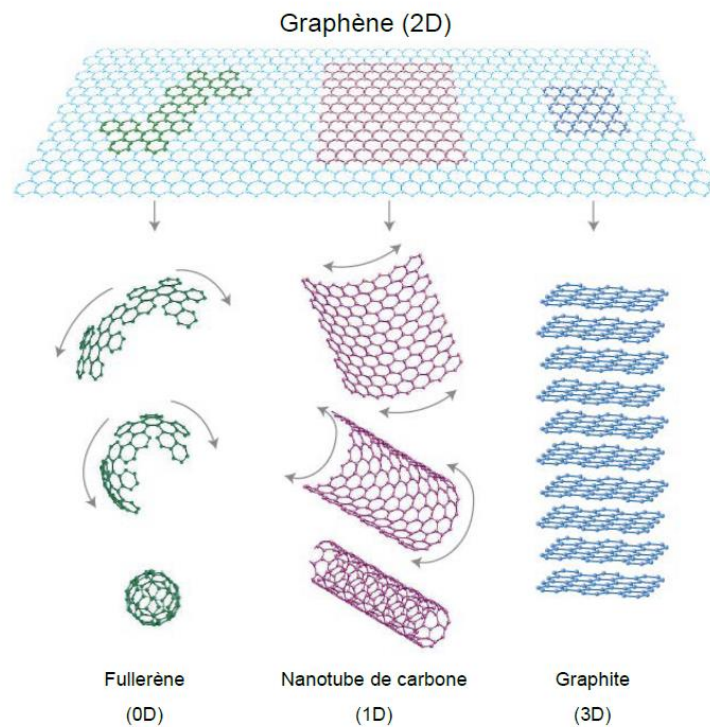 Graphène (2D)
Fullerène
(0D)
Nanotube de carbone
(1D)
Graphite
(3D)